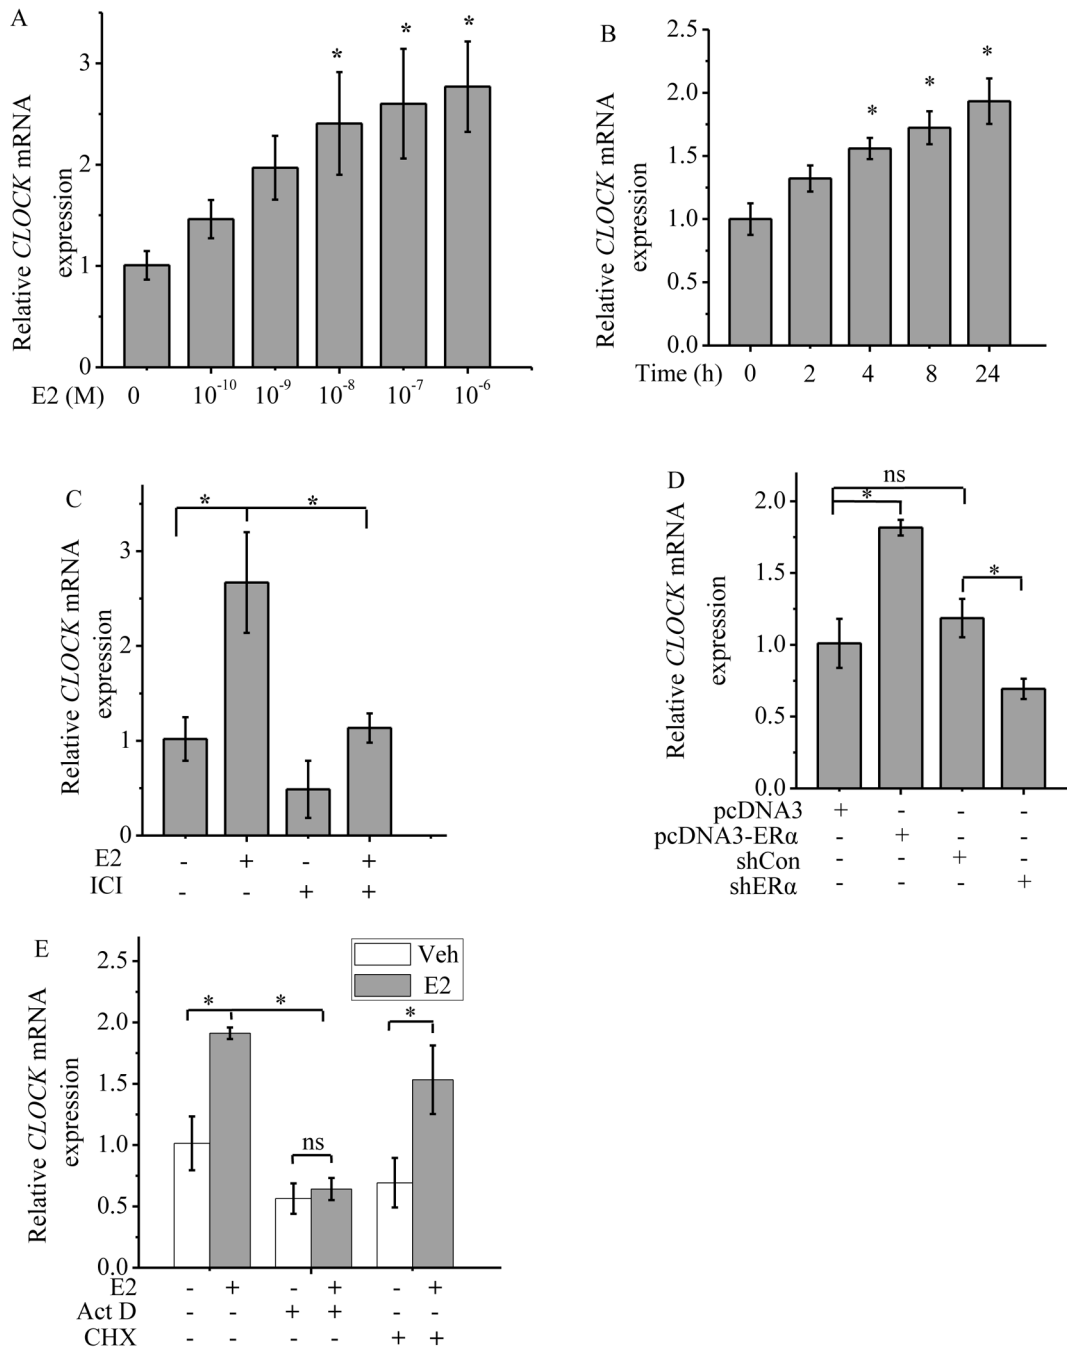 A
Relative CLOCK mRNA
expression
3
2
1
0
* * *
E2 (M) 0 10⁻¹⁰ 10⁻⁹ 10⁻⁸ 10⁻⁷ 10⁻⁶
B
Relative CLOCK mRNA
expression
2.5
2.0
1.5
1.0
0.5
0.0
* * *
Time (h) 0 2 4 8 24
C
Relative CLOCK mRNA
expression
3
2
1
0
* *
E2 - + - +
ICI - - + +
D
Relative CLOCK mRNA
expression
2.0
1.5
1.0
0.5
0.0
ns
*
*
pcDNA3 + - - -
pcDNA3-ERα - + - -
shCon - - + -
shERα - - - +
E
Relative CLOCK mRNA
expression
2.5
2.0
1.5
1.0
0.5
0.0
Veh
E2
* * *
ns
E2 - + - + - +
Act D - - + + - -
CHX - - - - + +